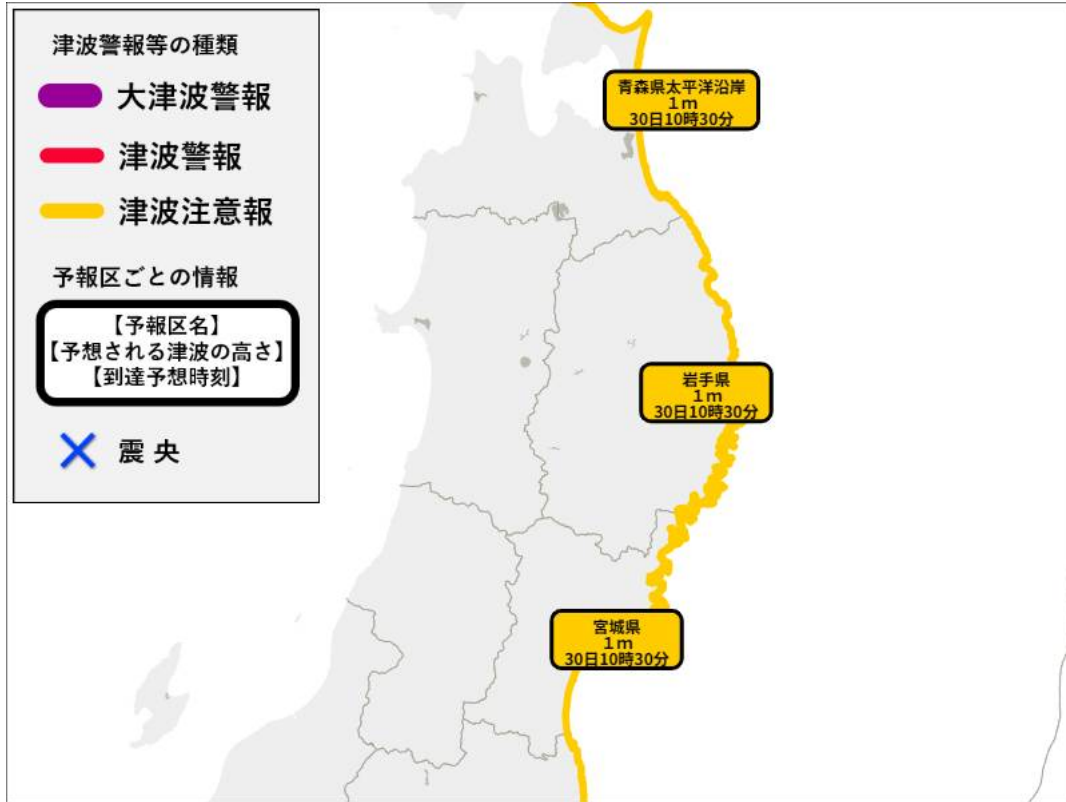 津波警報等の種類
大津波警報
津波警報
津波注意報
予報区ごとの情報
【予報区名】
【予想される津波の高さ】
【到達予想時刻】
震央
青森県太平洋沿岸
1m
30日10時30分
岩手県
1m
30日10時30分
宮城県
1m
30日10時30分